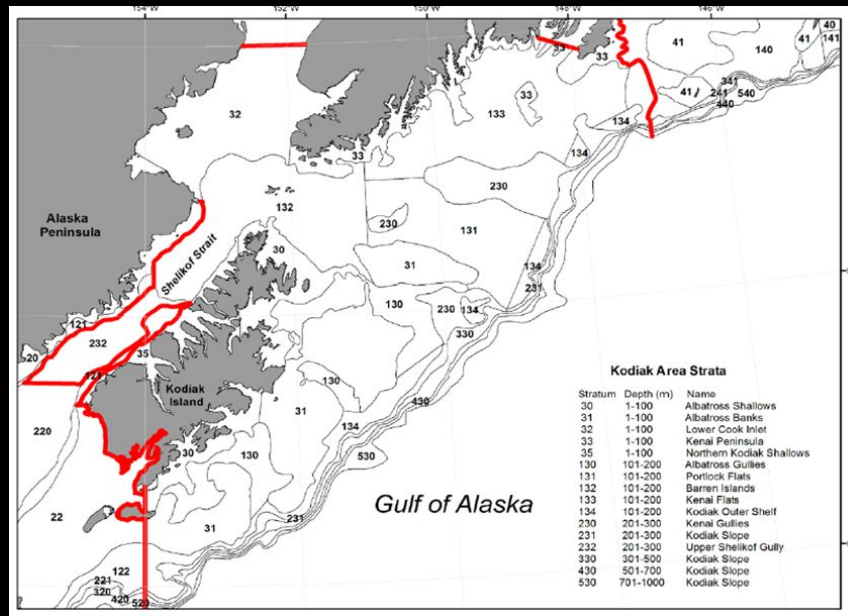 154°W
152°W
150°W
148°W
146°W
40
41
141
41
140
33
33
341
41
241
540
440
32
33
133
134
33
134
230
132
Alaska
Peninsula
230
131
30
Shelikof Strait
31
134
231
130
230
134
121
330
232
20
35
121
Kodiak
Island
130
31
430
220
134
30
130
530
Gulf of Alaska
22
31
231
122
221
320
420
520
Kodiak Area Strata
Stratum Depth (m) Name
30 1-100 Albatross Shallows
31 1-100 Albatross Banks
32 1-100 Lower Cook Inlet
33 1-100 Kenai Peninsula
35 1-100 Northern Kodiak Shallows
130 101-200 Albatross Gullies
131 101-200 Portlock Flats
132 101-200 Barren Islands
133 101-200 Kenai Flats
134 101-200 Kodiak Outer Shelf
230 201-300 Kenai Gullies
231 201-300 Kodiak Slope
232 201-300 Upper Shelikof Gully
330 301-500 Kodiak Slope
430 501-700 Kodiak Slope
530 701-1000 Kodiak Slope